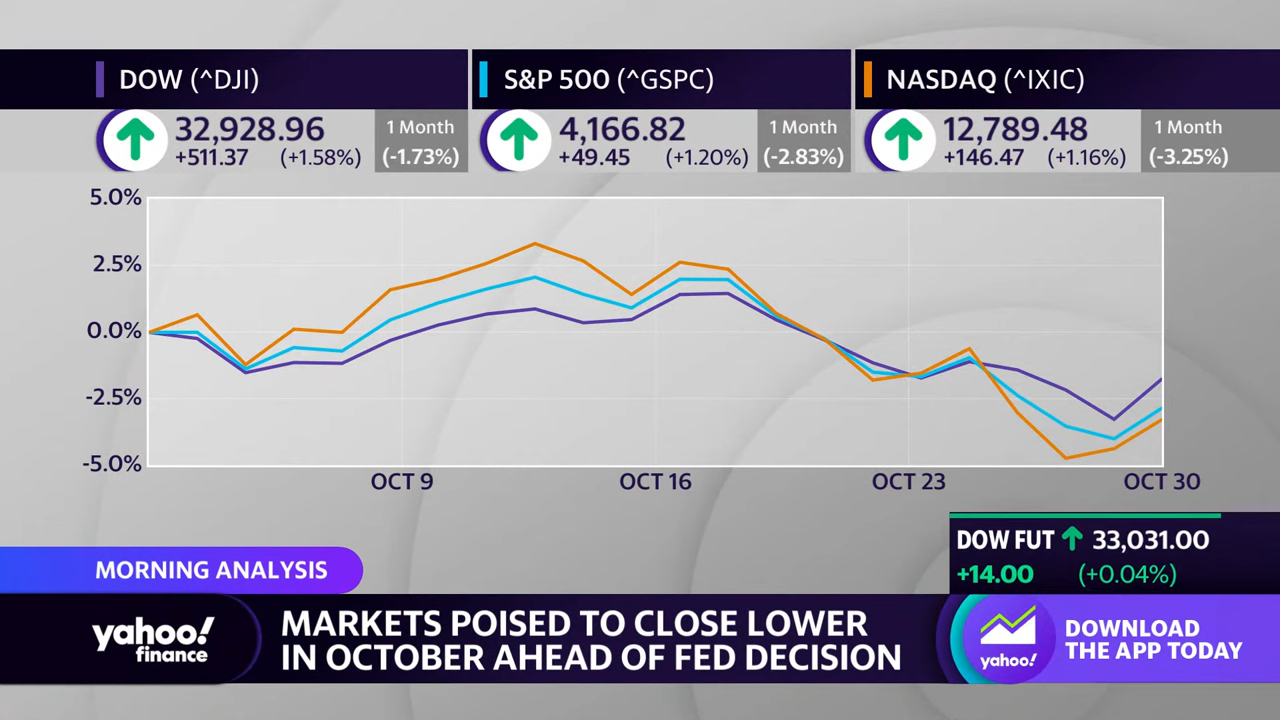 DOW (^DJI)
32,928.96
+511.37 (+1.58%)
1 Month
(-1.73%)
S&P 500 (^GSPC)
4,166.82
+49.45 (+1.20%)
1 Month
(-2.83%)
NASDAQ (^IXIC)
12,789.48
+146.47 (+1.16%)
1 Month
(-3.25%)
5.0%
2.5%
0.0%
-2.5%
-5.0%
OCT 9
OCT 16
OCT 23
OCT 30
DOW FUT 33,031.00
+14.00 (+0.04%)
MORNING ANALYSIS
yahoo!
finance
MARKETS POISED TO CLOSE LOWER
IN OCTOBER AHEAD OF FED DECISION
yahoo!
DOWNLOAD
THE APP TODAY